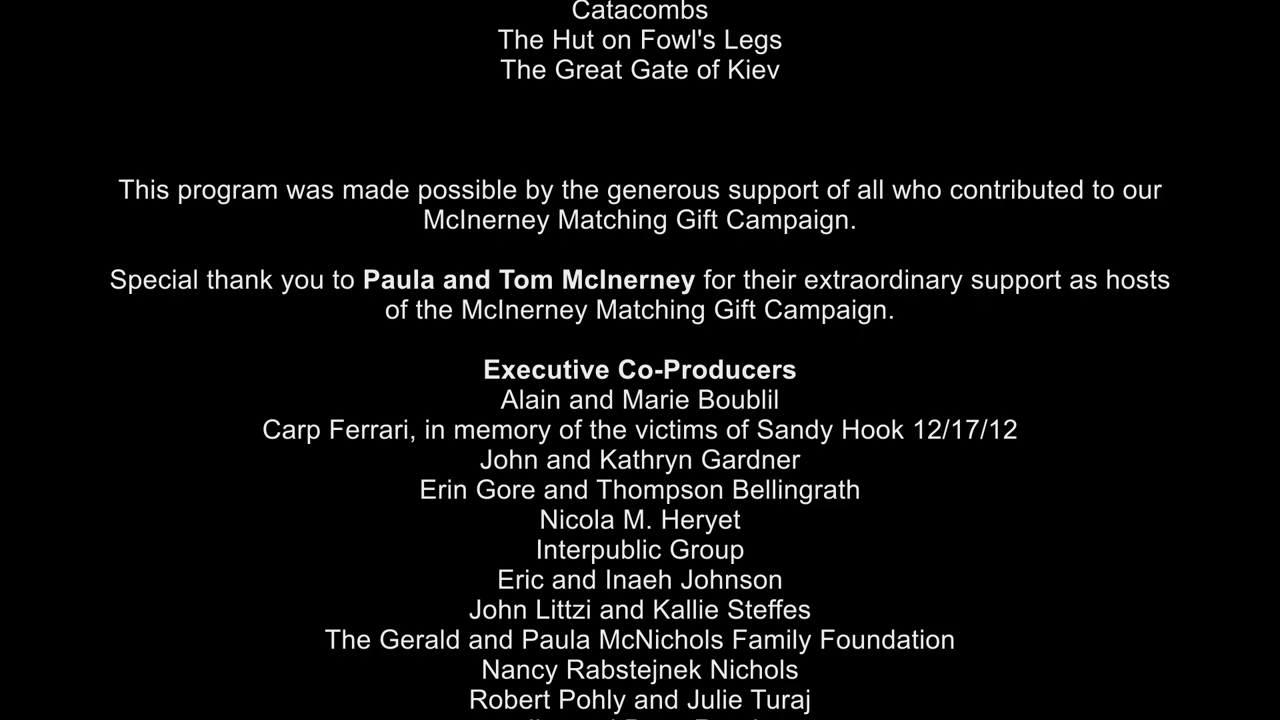 Catacombs
The Hut on Fowl's Legs
The Great Gate of Kiev
This program was made possible by the generous support of all who contributed to our
McInerney Matching Gift Campaign.
Special thank you to Paula and Tom McInerney for their extraordinary support as hosts
of the McInerney Matching Gift Campaign.
Executive Co-Producers
Alain and Marie Boublil
Carp Ferrari, in memory of the victims of Sandy Hook 12/17/12
John and Kathryn Gardner
Erin Gore and Thompson Bellingrath
Nicola M. Heryet
Interpublic Group
Eric and Inaeh Johnson
John Littzi and Kallie Steffes
The Gerald and Paula McNichols Family Foundation
Nancy Rabstejnek Nichols
Robert Pohly and Julie Turaj